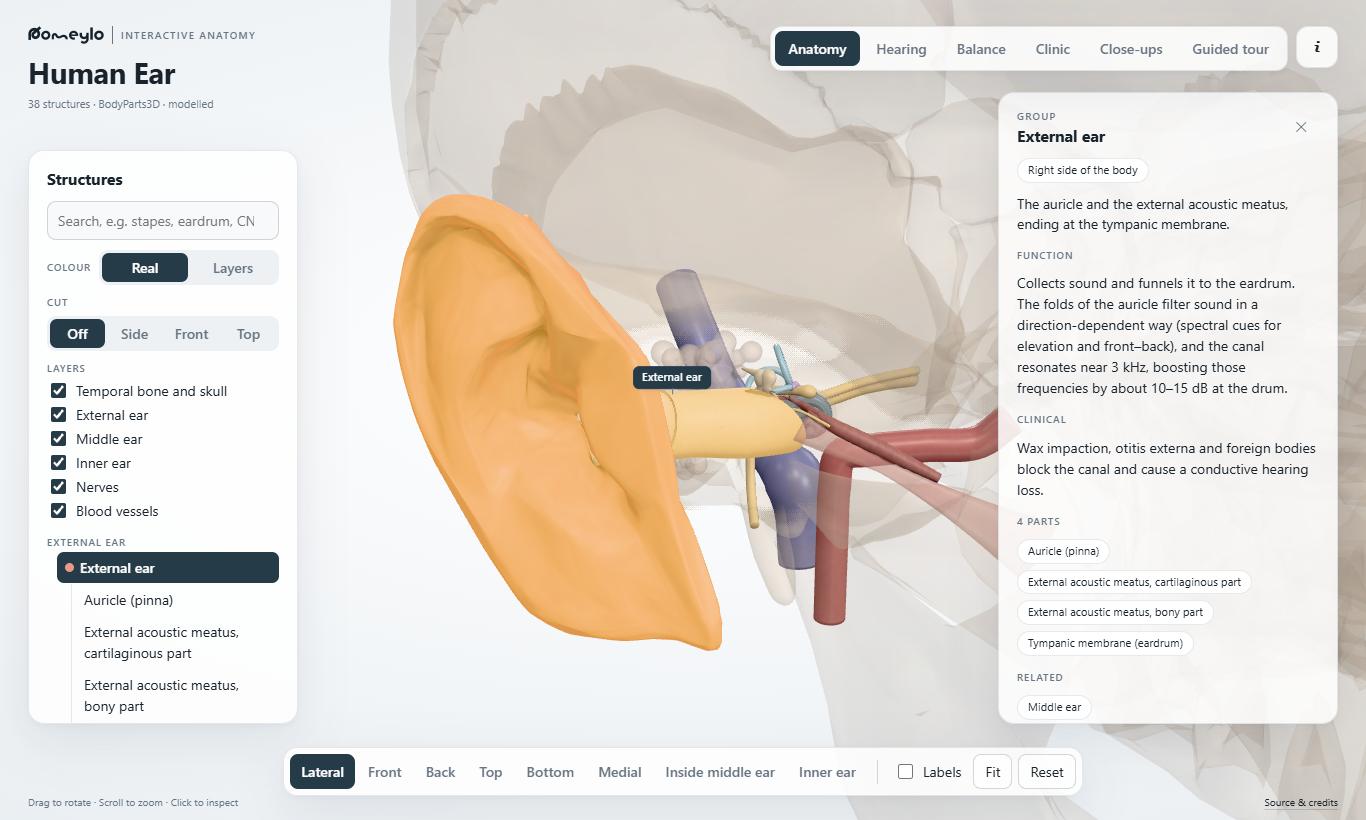 Pomeylo
INTERACTIVE ANATOMY
Human Ear
38 structures · BodyParts3D · modelled
Anatomy
Hearing
Balance
Clinic
Close-ups
Guided tour
i
Structures
Search, e.g. stapes, eardrum, CN
COLOUR
Real
Layers
CUT
Off
Side
Front
Top
LAYERS
Temporal bone and skull
External ear
Middle ear
Inner ear
Nerves
Blood vessels
EXTERNAL EAR
External ear
Auricle (pinna)
External acoustic meatus,
cartilaginous part
External acoustic meatus,
bony part
External ear
GROUP
External ear
Right side of the body
The auricle and the external acoustic meatus,
ending at the tympanic membrane.
FUNCTION
Collects sound and funnels it to the eardrum.
The folds of the auricle filter sound in a
direction-dependent way (spectral cues for
elevation and front–back), and the canal
resonates near 3 kHz, boosting those
frequencies by about 10–15 dB at the drum.
CLINICAL
Wax impaction, otitis externa and foreign bodies
block the canal and cause a conductive hearing
loss.
4 PARTS
Auricle (pinna)
External acoustic meatus, cartilaginous part
External acoustic meatus, bony part
Tympanic membrane (eardrum)
RELATED
Middle ear
Lateral
Front
Back
Top
Bottom
Medial
Inside middle ear
Inner ear
Labels
Fit
Reset
Drag to rotate · Scroll to zoom · Click to inspect
Source & credits